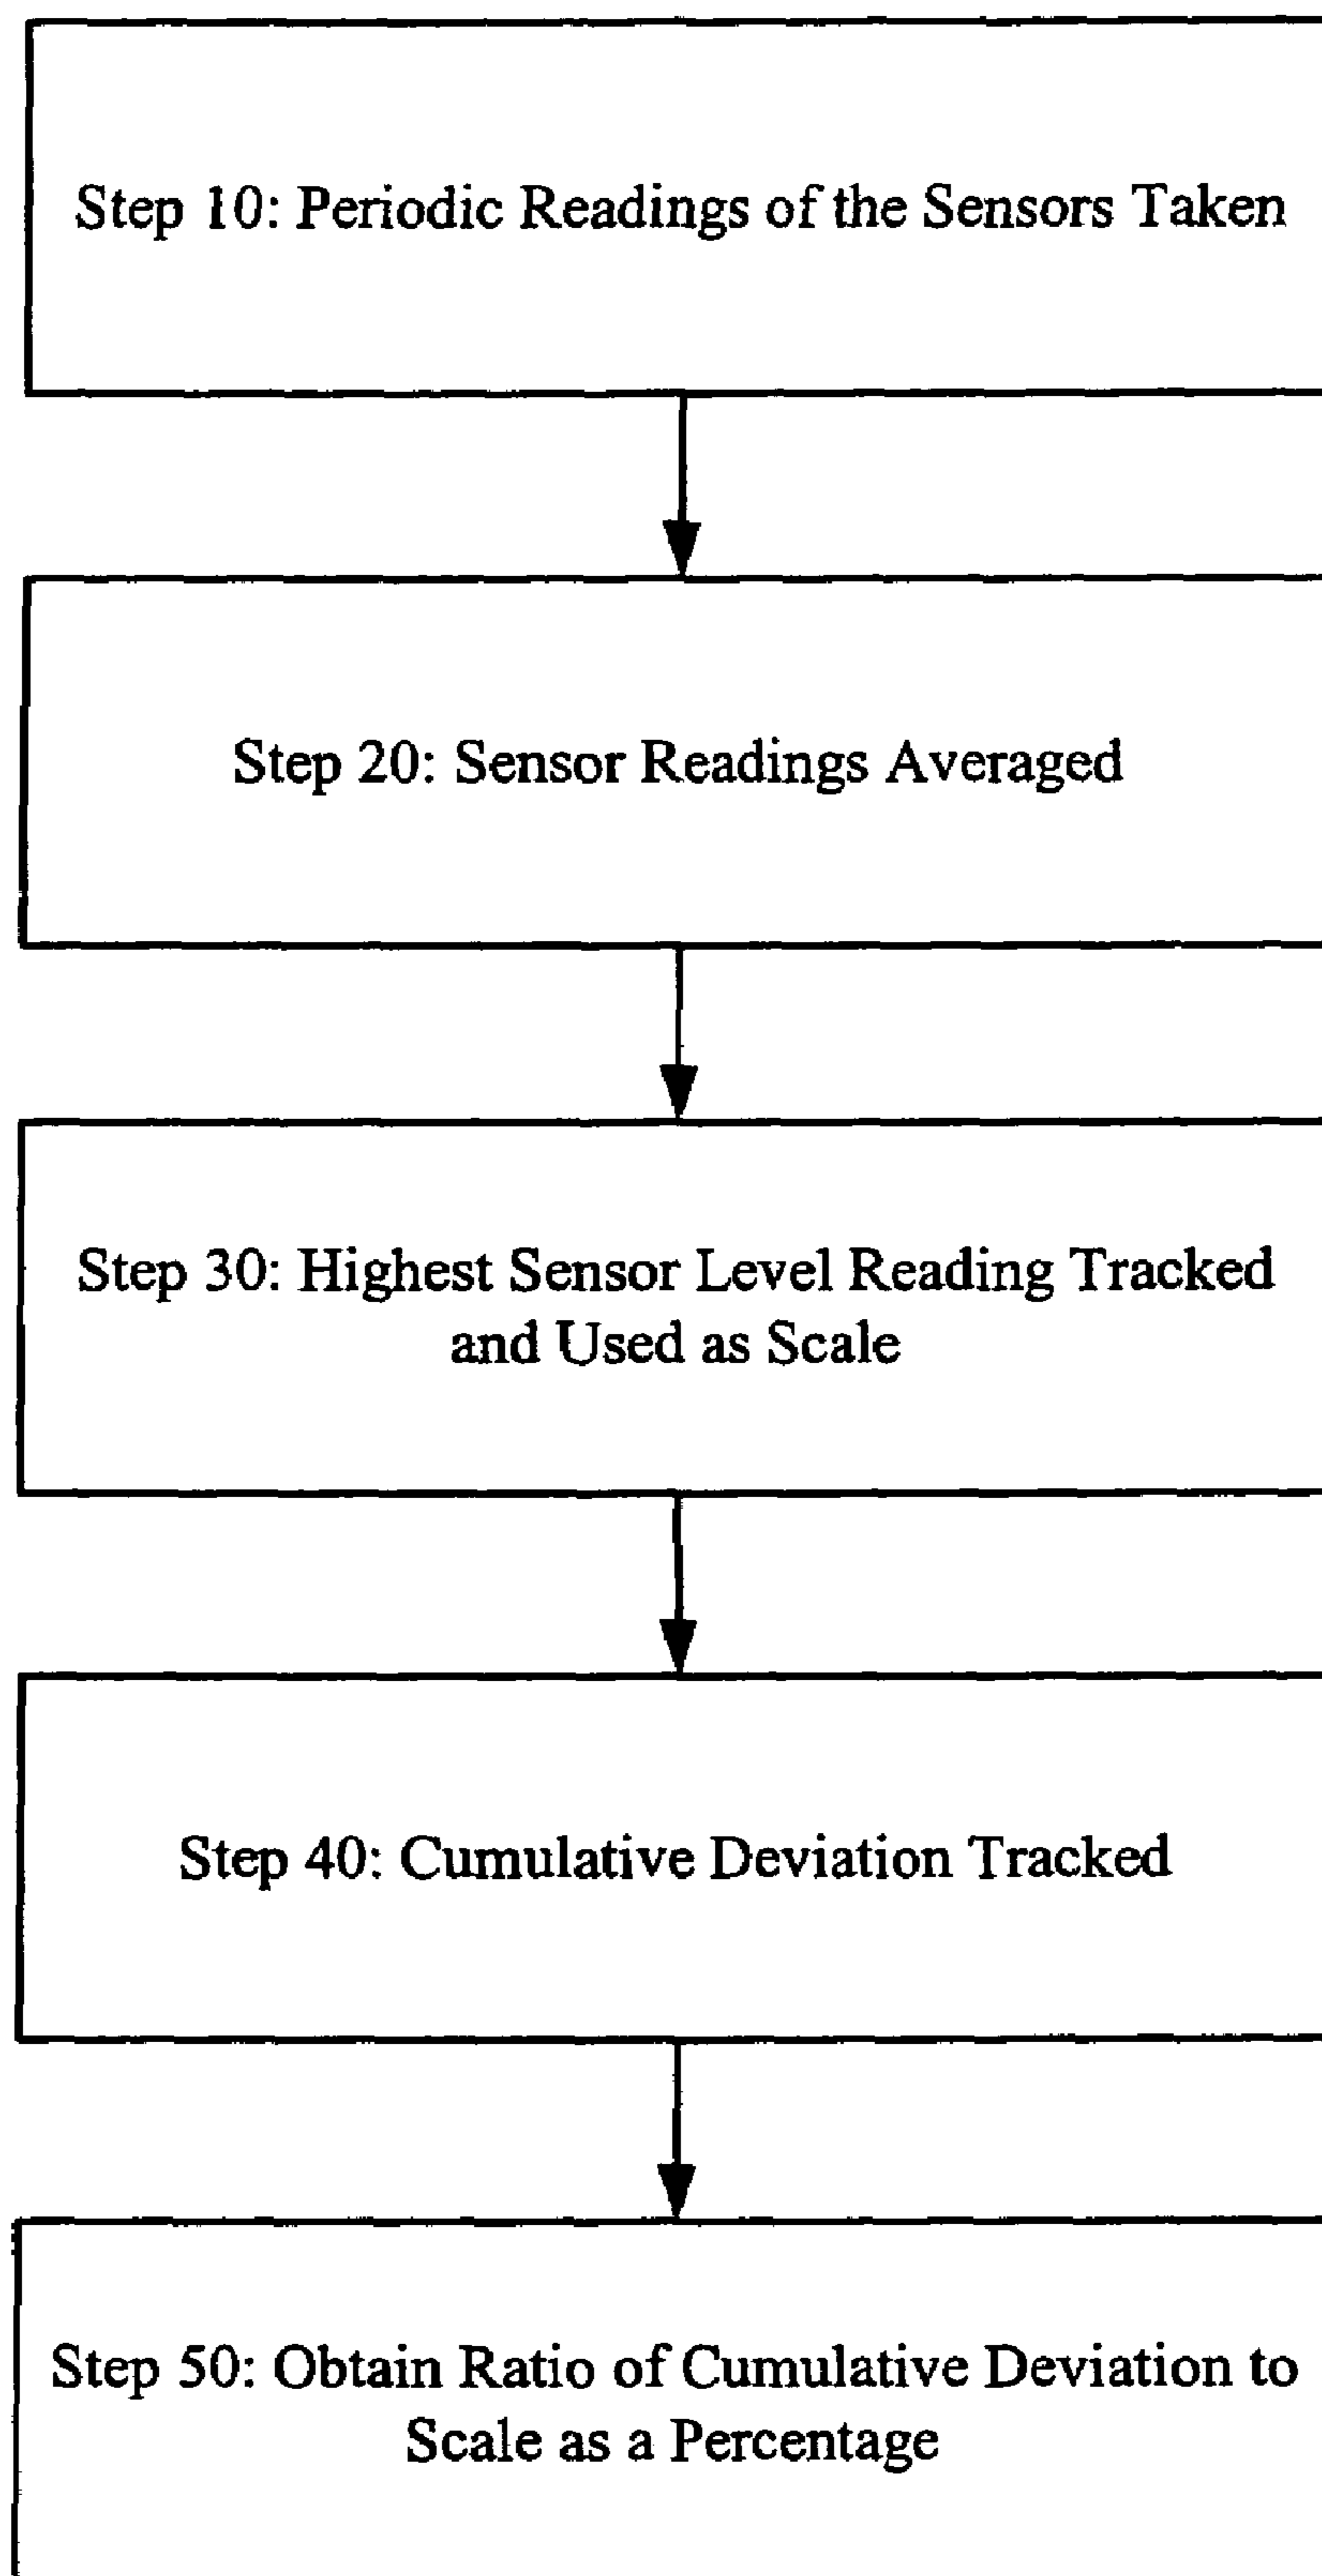 Step 10: Periodic Readings of the Sensors Taken
Step 20: Sensor Readings Averaged
Step 30: Highest Sensor Level Reading Tracked
and Used as Scale
Step 40: Cumulative Deviation Tracked
Step 50: Obtain Ratio of Cumulative Deviation to
Scale as a Percentage